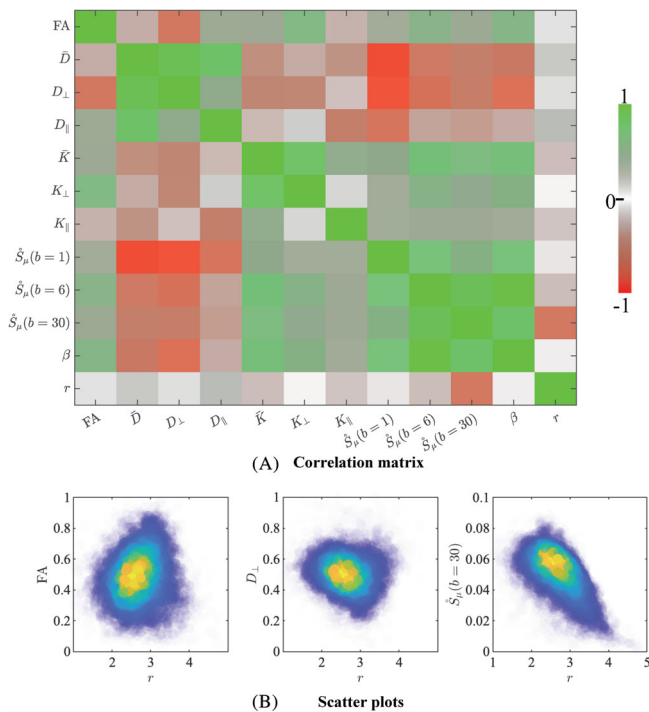 FA
D̄
D⊥
D∥
K̄
K⊥
K∥
Ŝμ(b = 1)
Ŝμ(b = 6)
Ŝμ(b = 30)
β
r
1
0
-1
FA D̄ D⊥ D∥ K̄ K⊥ K∥ Ŝμ(b = 1) Ŝμ(b = 6) Ŝμ(b = 30) β r
(A) Correlation matrix
1 1 0.1
0.8 0.8 0.08
0.6 0.6 0.06
FA D⊥ Ŝμ(b = 30)
0.4 0.4 0.04
0.2 0.2 0.02
0 0 0
2 3 4 2 3 4 1 2 3 4 5
r r r
(B) Scatter plots